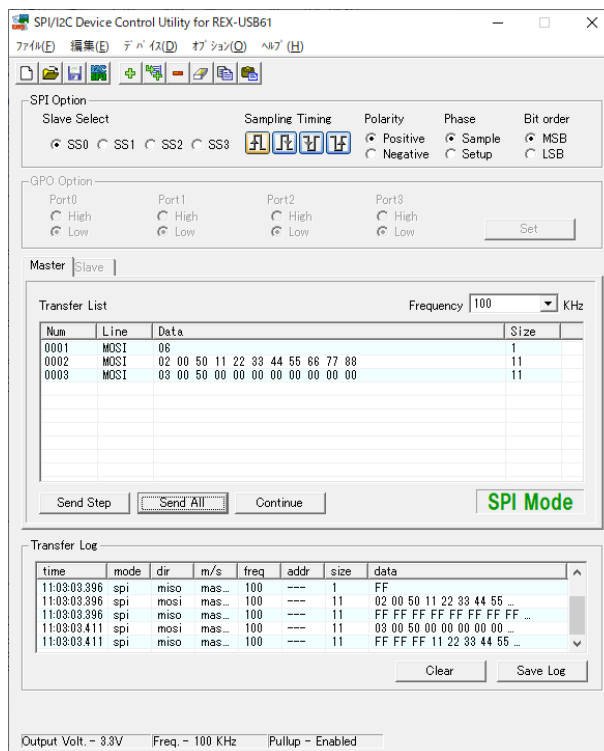 SPI/I2C Device Control Utility for REX-USB61
ファイル(F) 編集(E) デバイス(D) オプション(O) ヘルプ(H)
SPI Option
Slave Select Sampling Timing Polarity Phase Bit order
SS0 SS1 SS2 SS3 Positive Sample MSB
Negative Setup LSB
GPO Option
Port0 Port1 Port2 Port3
High High High High
Low Low Low Low Set
Master Slave
Transfer List Frequency 100 KHz
Num Line Data Size
0001 MOSI 06 1
0002 MOSI 02 00 50 11 22 33 44 55 66 77 88 11
0003 MOSI 03 00 50 00 00 00 00 00 00 00 00 11
Send Step Send All Continue SPI Mode
Transfer Log
time mode dir m/s freq addr size data
11:03:03.396 spi miso mas... 100 --- 1 FF
11:03:03.396 spi mosi mas... 100 --- 11 02 00 50 11 22 33 44 55 ...
11:03:03.396 spi miso mas... 100 --- 11 FF FF FF FF FF FF FF FF ...
11:03:03.411 spi mosi mas... 100 --- 11 03 00 50 00 00 00 00 00 ...
11:03:03.411 spi miso mas... 100 --- 11 FF FF FF 11 22 33 44 55 ...
Clear Save Log
Output Volt. - 3.3V Freq. - 100 KHz Pullup - Enabled